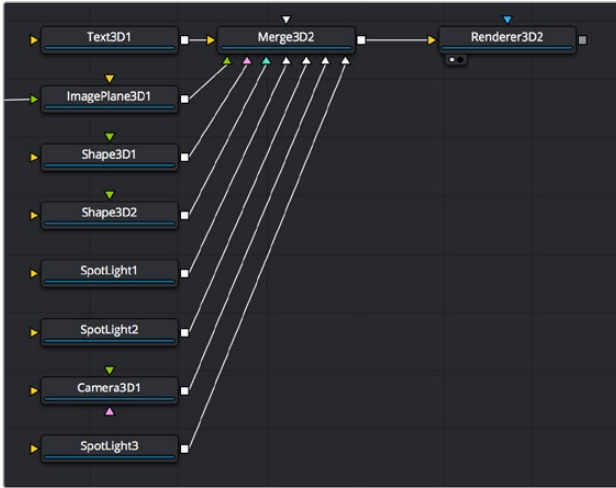 Text3D1
Merge3D2
Renderer3D2
ImagePlane3D1
Shape3D1
Shape3D2
SpotLight1
SpotLight2
Camera3D1
SpotLight3